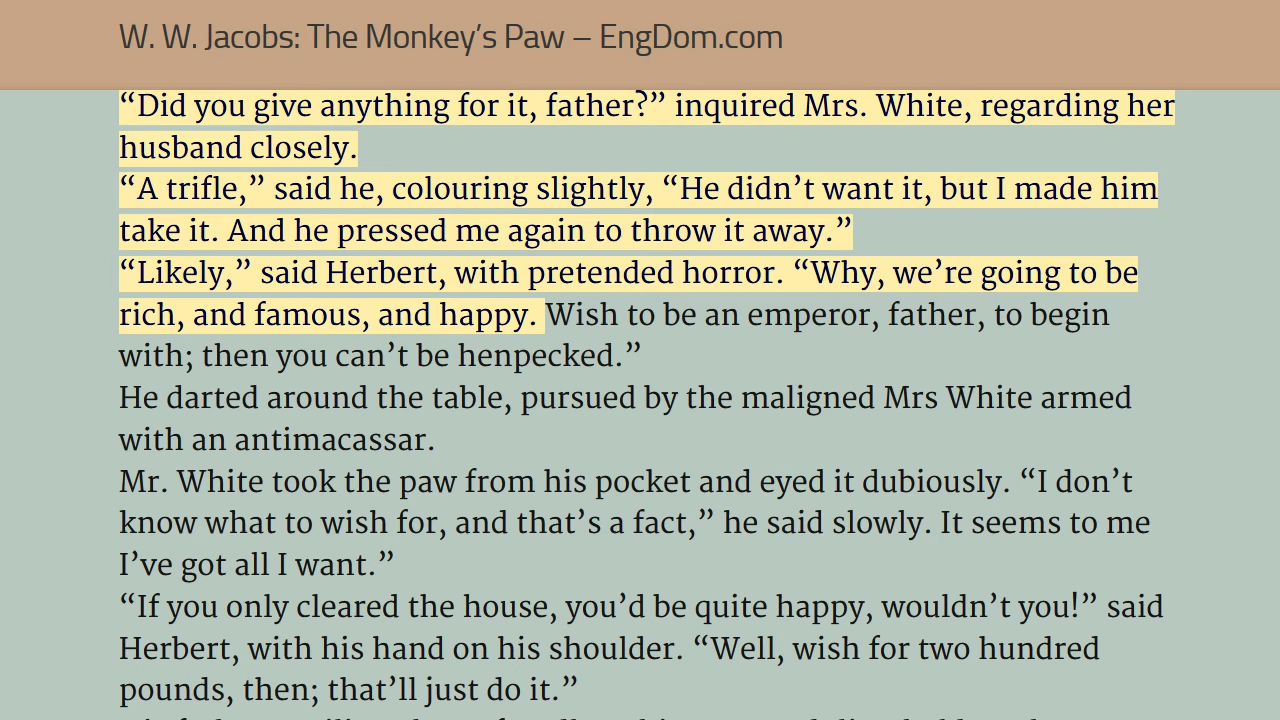 W. W. Jacobs: The Monkey’s Paw – EngDom.com
“Did you give anything for it, father?” inquired Mrs. White, regarding her
husband closely.
“A trifle,” said he, colouring slightly, “He didn’t want it, but I made him
take it. And he pressed me again to throw it away.”
“Likely,” said Herbert, with pretended horror. “Why, we’re going to be
rich, and famous, and happy. Wish to be an emperor, father, to begin
with; then you can’t be henpecked.”
He darted around the table, pursued by the maligned Mrs White armed
with an antimacassar.
Mr. White took the paw from his pocket and eyed it dubiously. “I don’t
know what to wish for, and that’s a fact,” he said slowly. It seems to me
I’ve got all I want.”
“If you only cleared the house, you’d be quite happy, wouldn’t you!” said
Herbert, with his hand on his shoulder. “Well, wish for two hundred
pounds, then; that’ll just do it.”